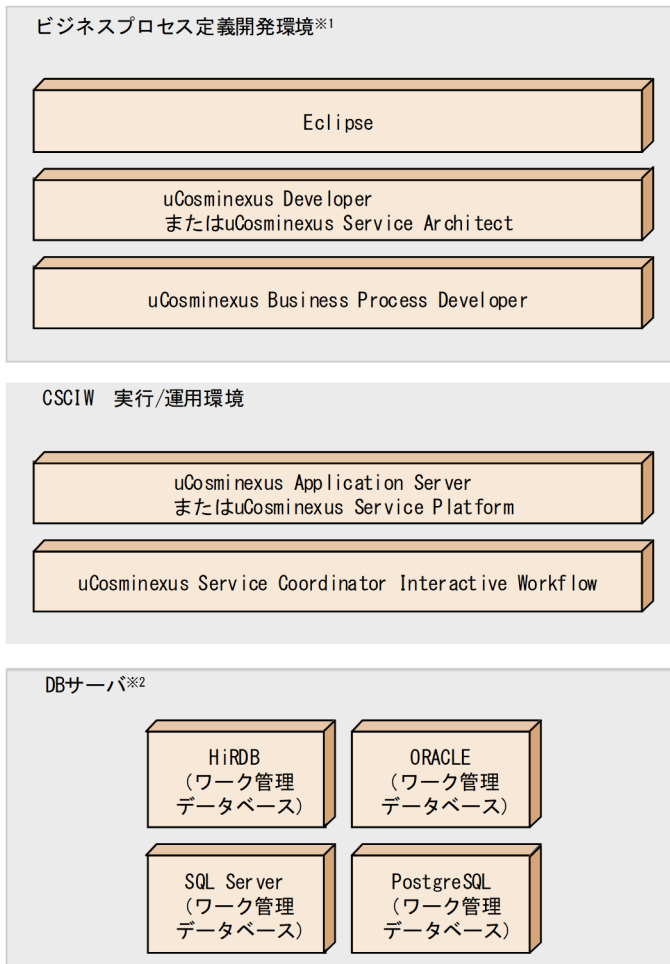 ビジネスプロセス定義開発環境※1
Eclipse
uCosminexus Developer
またはuCosminexus Service Architect
uCosminexus Business Process Developer
CSCIW　実行/運用環境
uCosminexus Application Server
またはuCosminexus Service Platform
uCosminexus Service Coordinator Interactive Workflow
DBサーバ※2
HiRDB
（ワーク管理
データベース）
ORACLE
（ワーク管理
データベース）
SQL Server
（ワーク管理
データベース）
PostgreSQL
（ワーク管理
データベース）